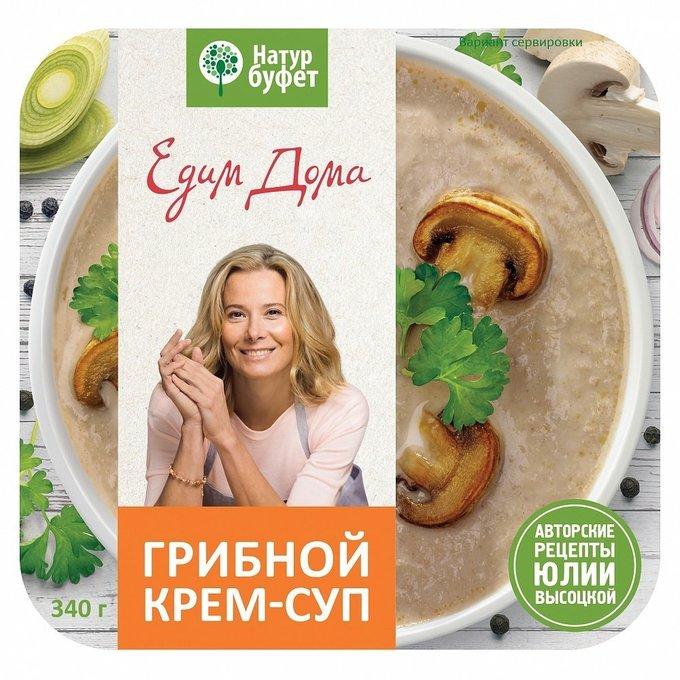 Вариант сервировки
Натур
буфет
Едим Дома
ГРИБНОЙ
КРЕМ-СУП
340 г
АВТОРСКИЕ
РЕЦЕПТЫ
ЮЛИИ
ВЫСОЦКОЙ